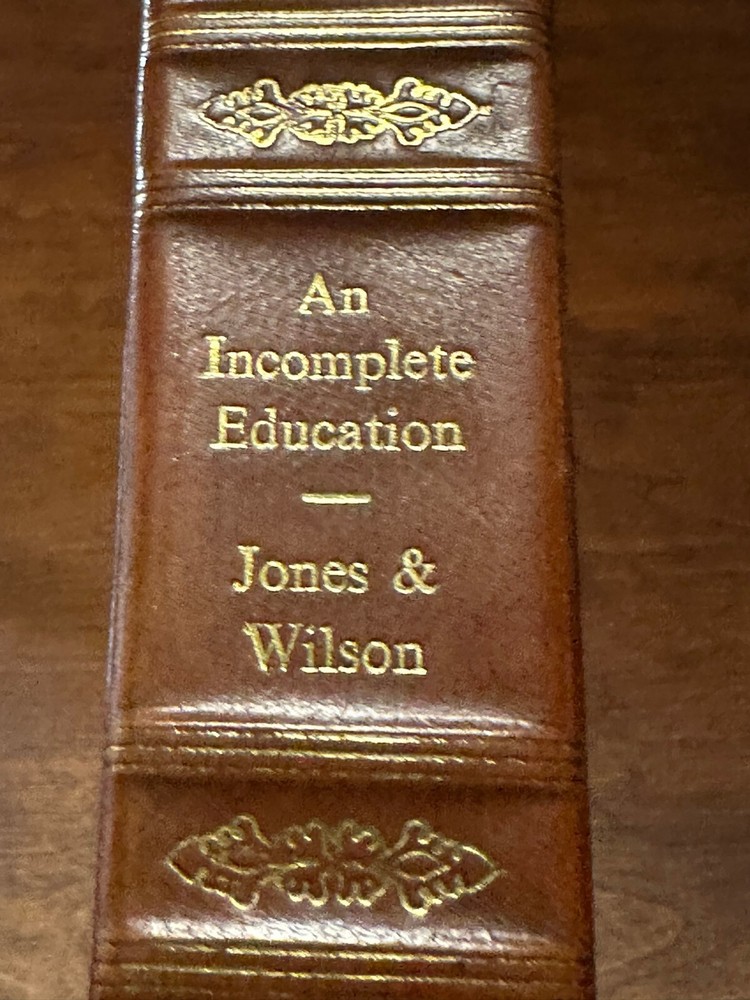 An
Incomplete
Education
Jones &
Wilson